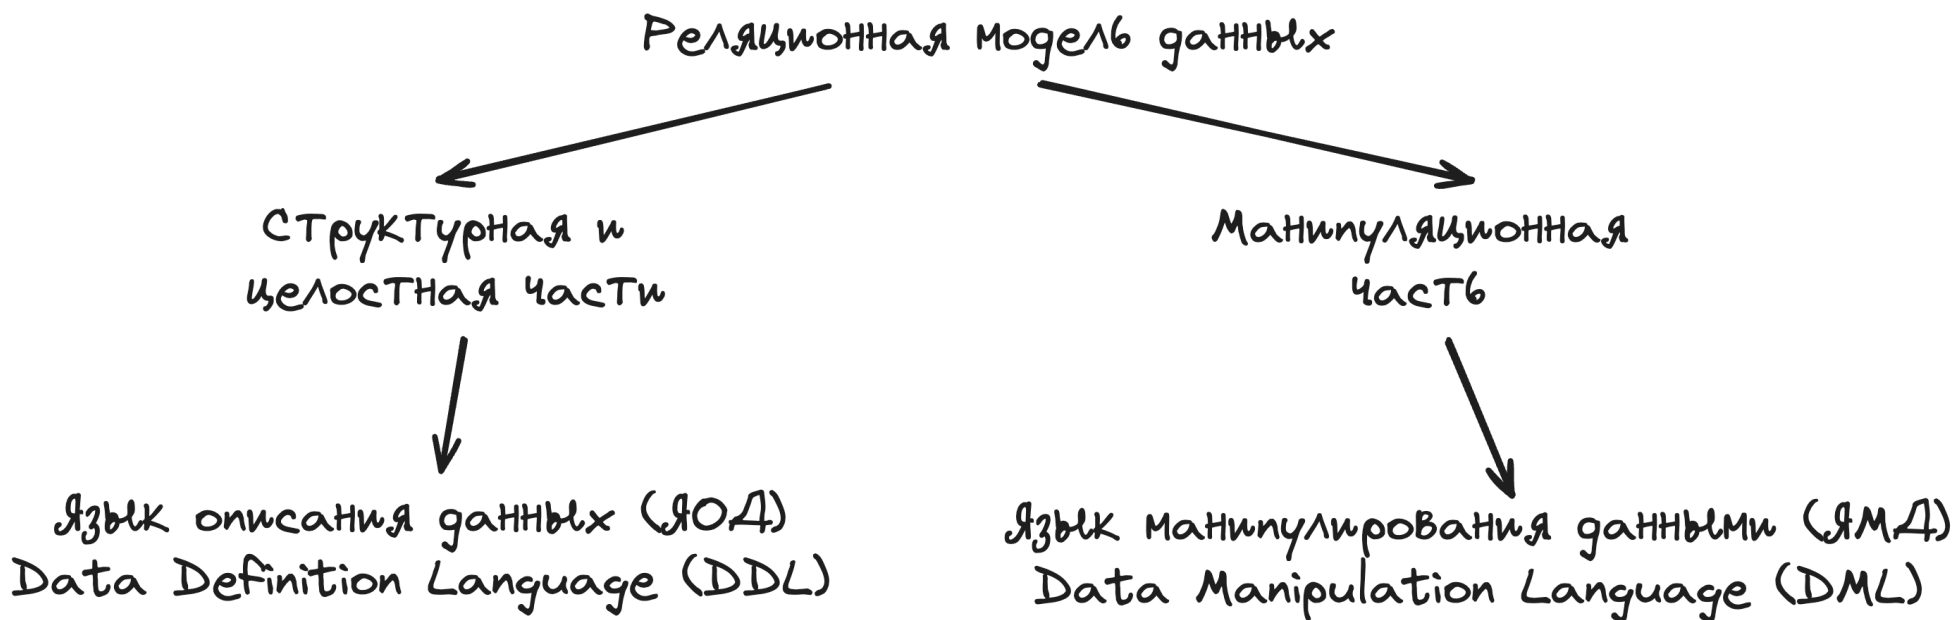 Реляционная модель данных
Структурная и
целостная части
Манипуляционная
часть
Язык описания данных (ЯОД)
Data Definition Language (DDL)
Язык манипулирования данными (ЯМД)
Data Manipulation Language (DML)